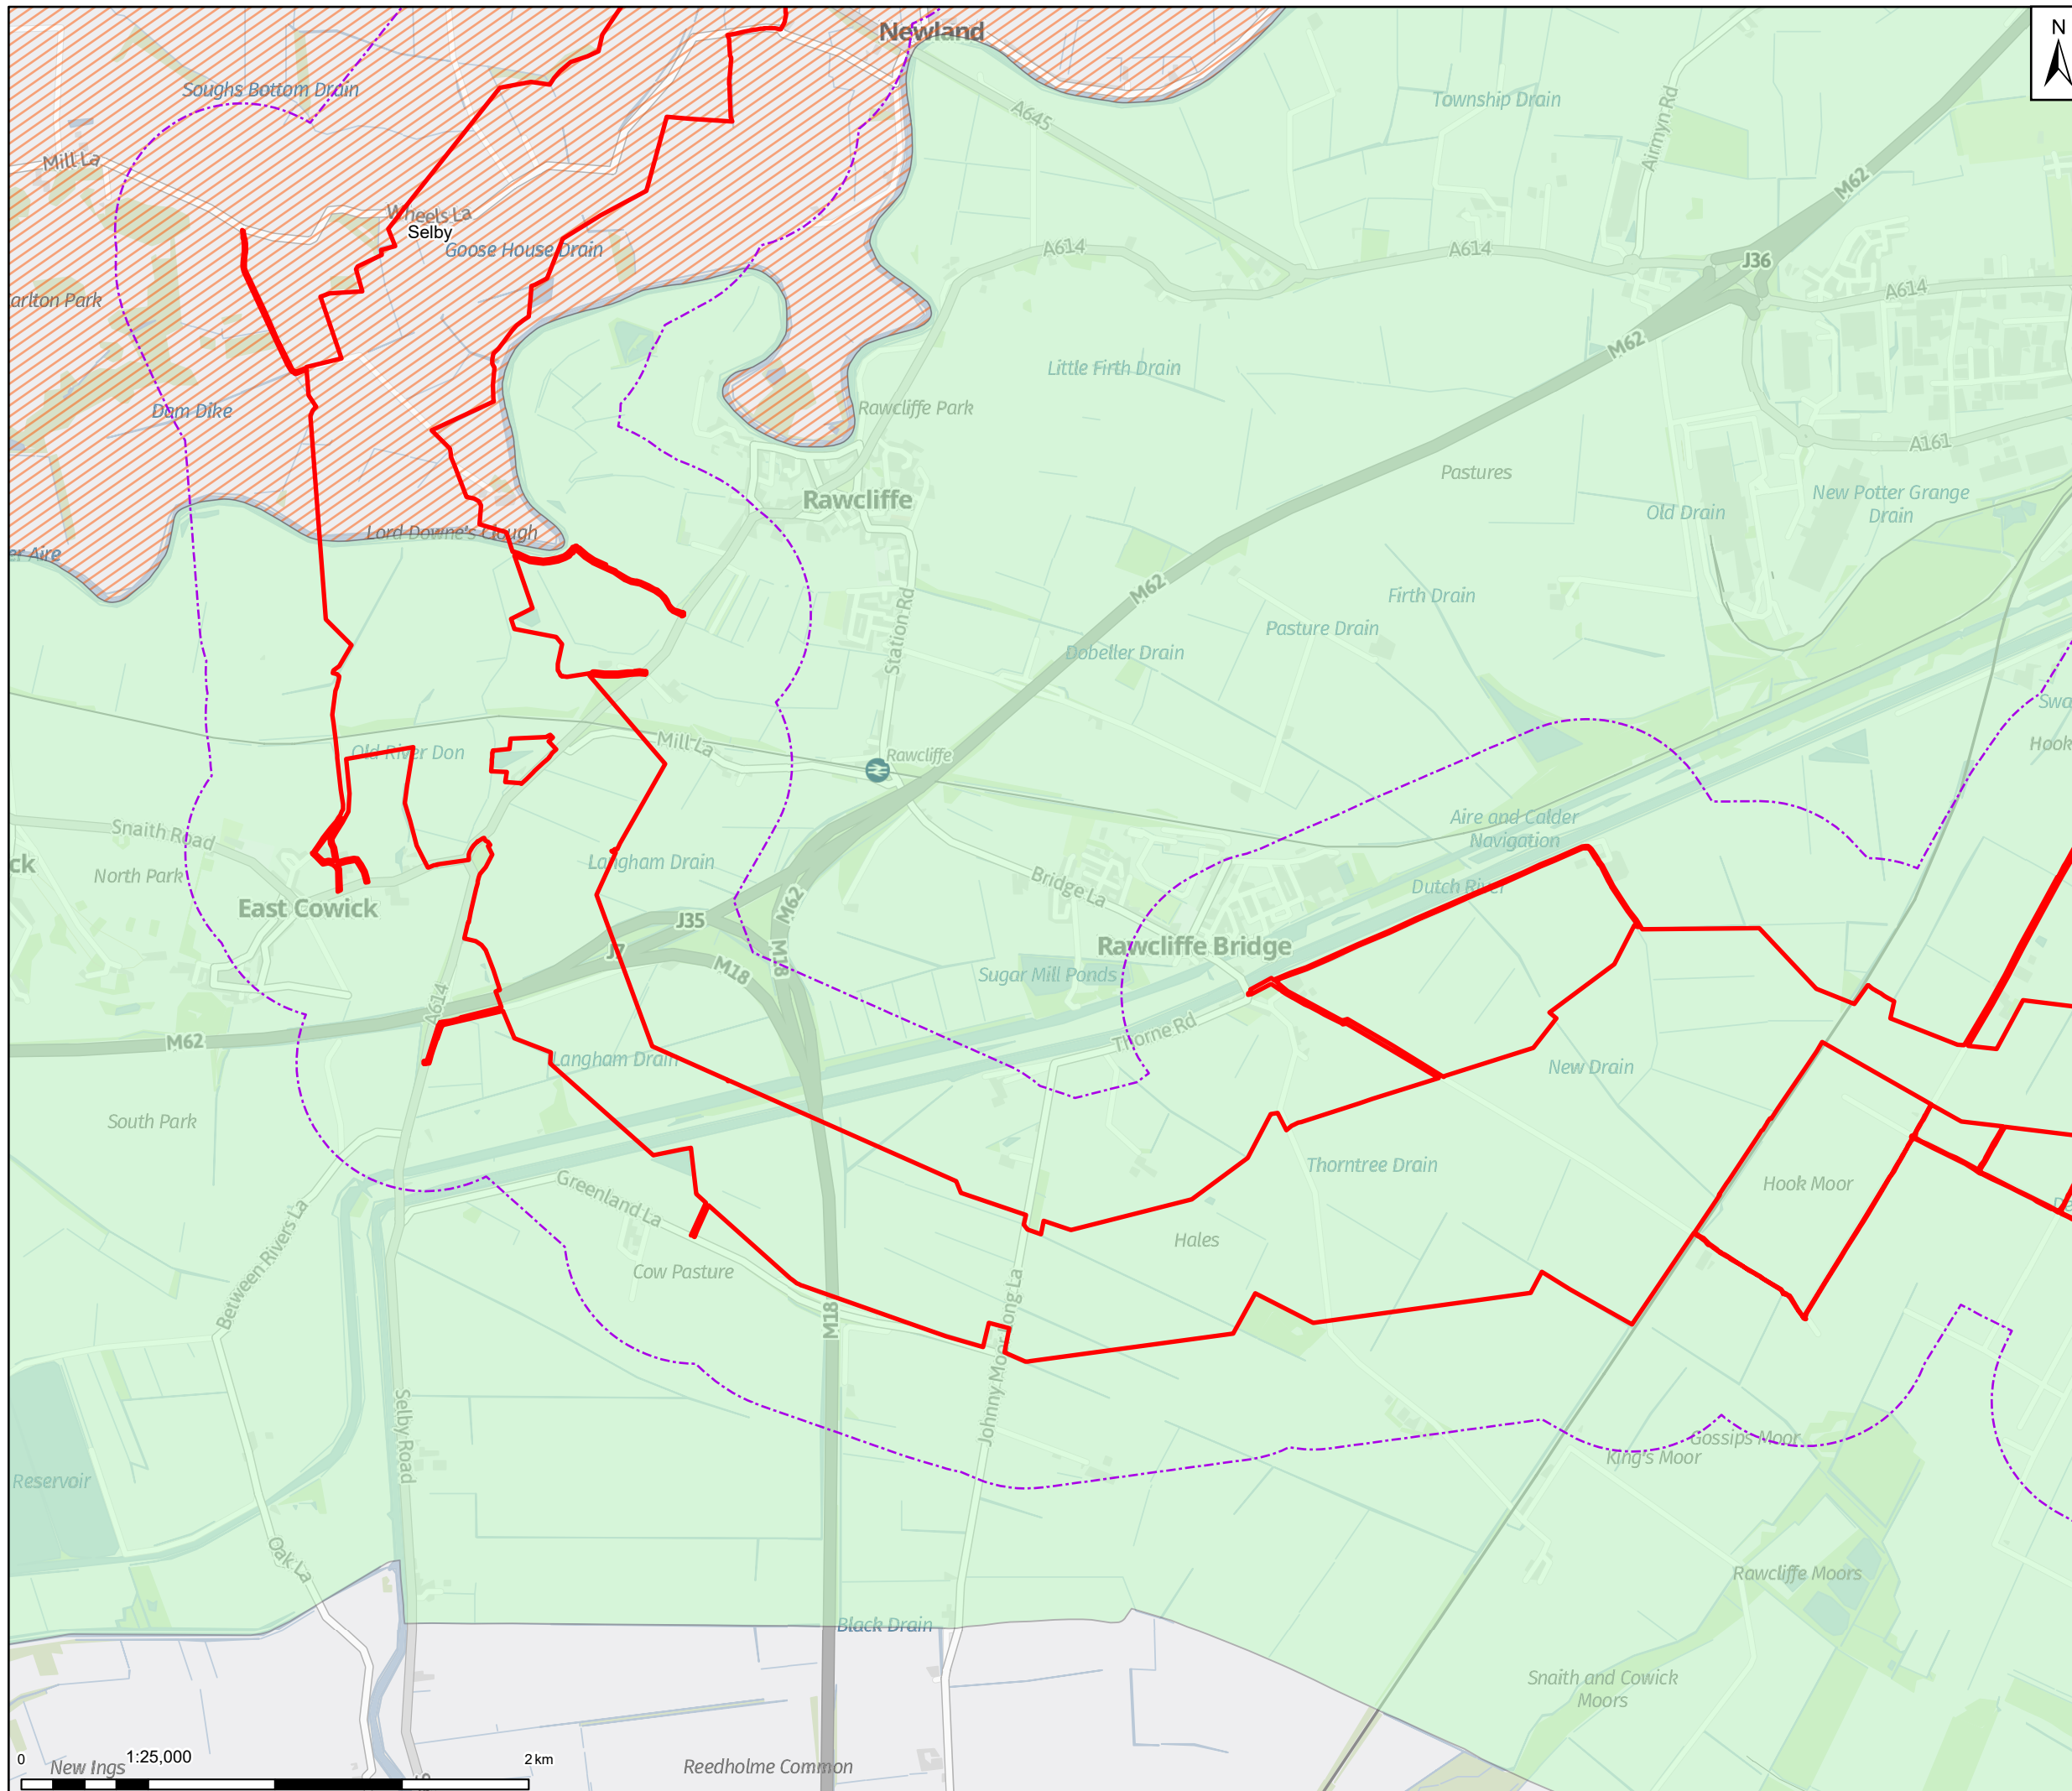 Newland
N
Soughs Bottom Drain
Township Drain
A645
Airmyn Rd
Mill La
M62
Wheels La
Selby
Goose House Drain
A614
A614
J36
A614
arlton Park
M62
Little Firth Drain
Dam Dike
Rawcliffe Park
A161
Pastures
Rawcliffe
New Potter Grange
Drain
Old Drain
Lord Downe's Clough
er Aire
M62
Firth Drain
Station Rd
Pasture Drain
Dobeller Drain
Swa
Old River Don
Mill La
Rawcliffe
Hook
Snaith Road
Aire and Calder
Navigation
ck
North Park
Langham Drain
Bridge La
Dutch River
East Cowick
M62
J35
J7
Rawcliffe Bridge
M18
M18
Sugar Mill Ponds
A614
M62
Thorne Rd
Langham Drain
New Drain
South Park
Thorntree Drain
Greenland La
Hook Moor
Between Rivers La
Hales
Cow Pasture
M18
Johnny Moor Long La
Selby Road
Gossips Moor
King's Moor
Reservoir
Oak La
Rawcliffe Moors
Black Drain
Snaith and Cowick
Moors
0
1:25,000
2 km
New Ings
Reedholme Common